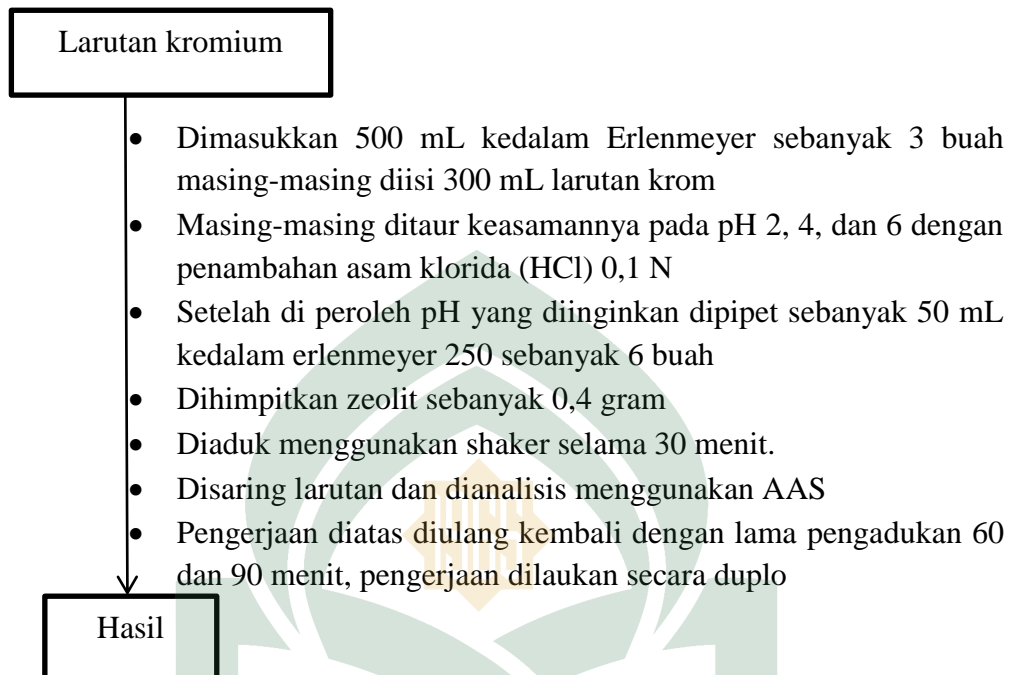 Larutan kromium
• Dimasukkan 500 mL kedalam Erlenmeyer sebanyak 3 buah
masing-masing diisi 300 mL larutan krom
• Masing-masing ditaur keasamannya pada pH 2, 4, dan 6 dengan
penambahan asam klorida (HCl) 0,1 N
• Setelah di peroleh pH yang diinginkan dipipet sebanyak 50 mL
kedalam erlenmeyer 250 sebanyak 6 buah
• Dihimpitkan zeolit sebanyak 0,4 gram
• Diaduk menggunakan shaker selama 30 menit.
• Disaring larutan dan dianalisis menggunakan AAS
• Pengerjaan diatas diulang kembali dengan lama pengadukan 60
dan 90 menit, pengerjaan dilaukan secara duplo
Hasil